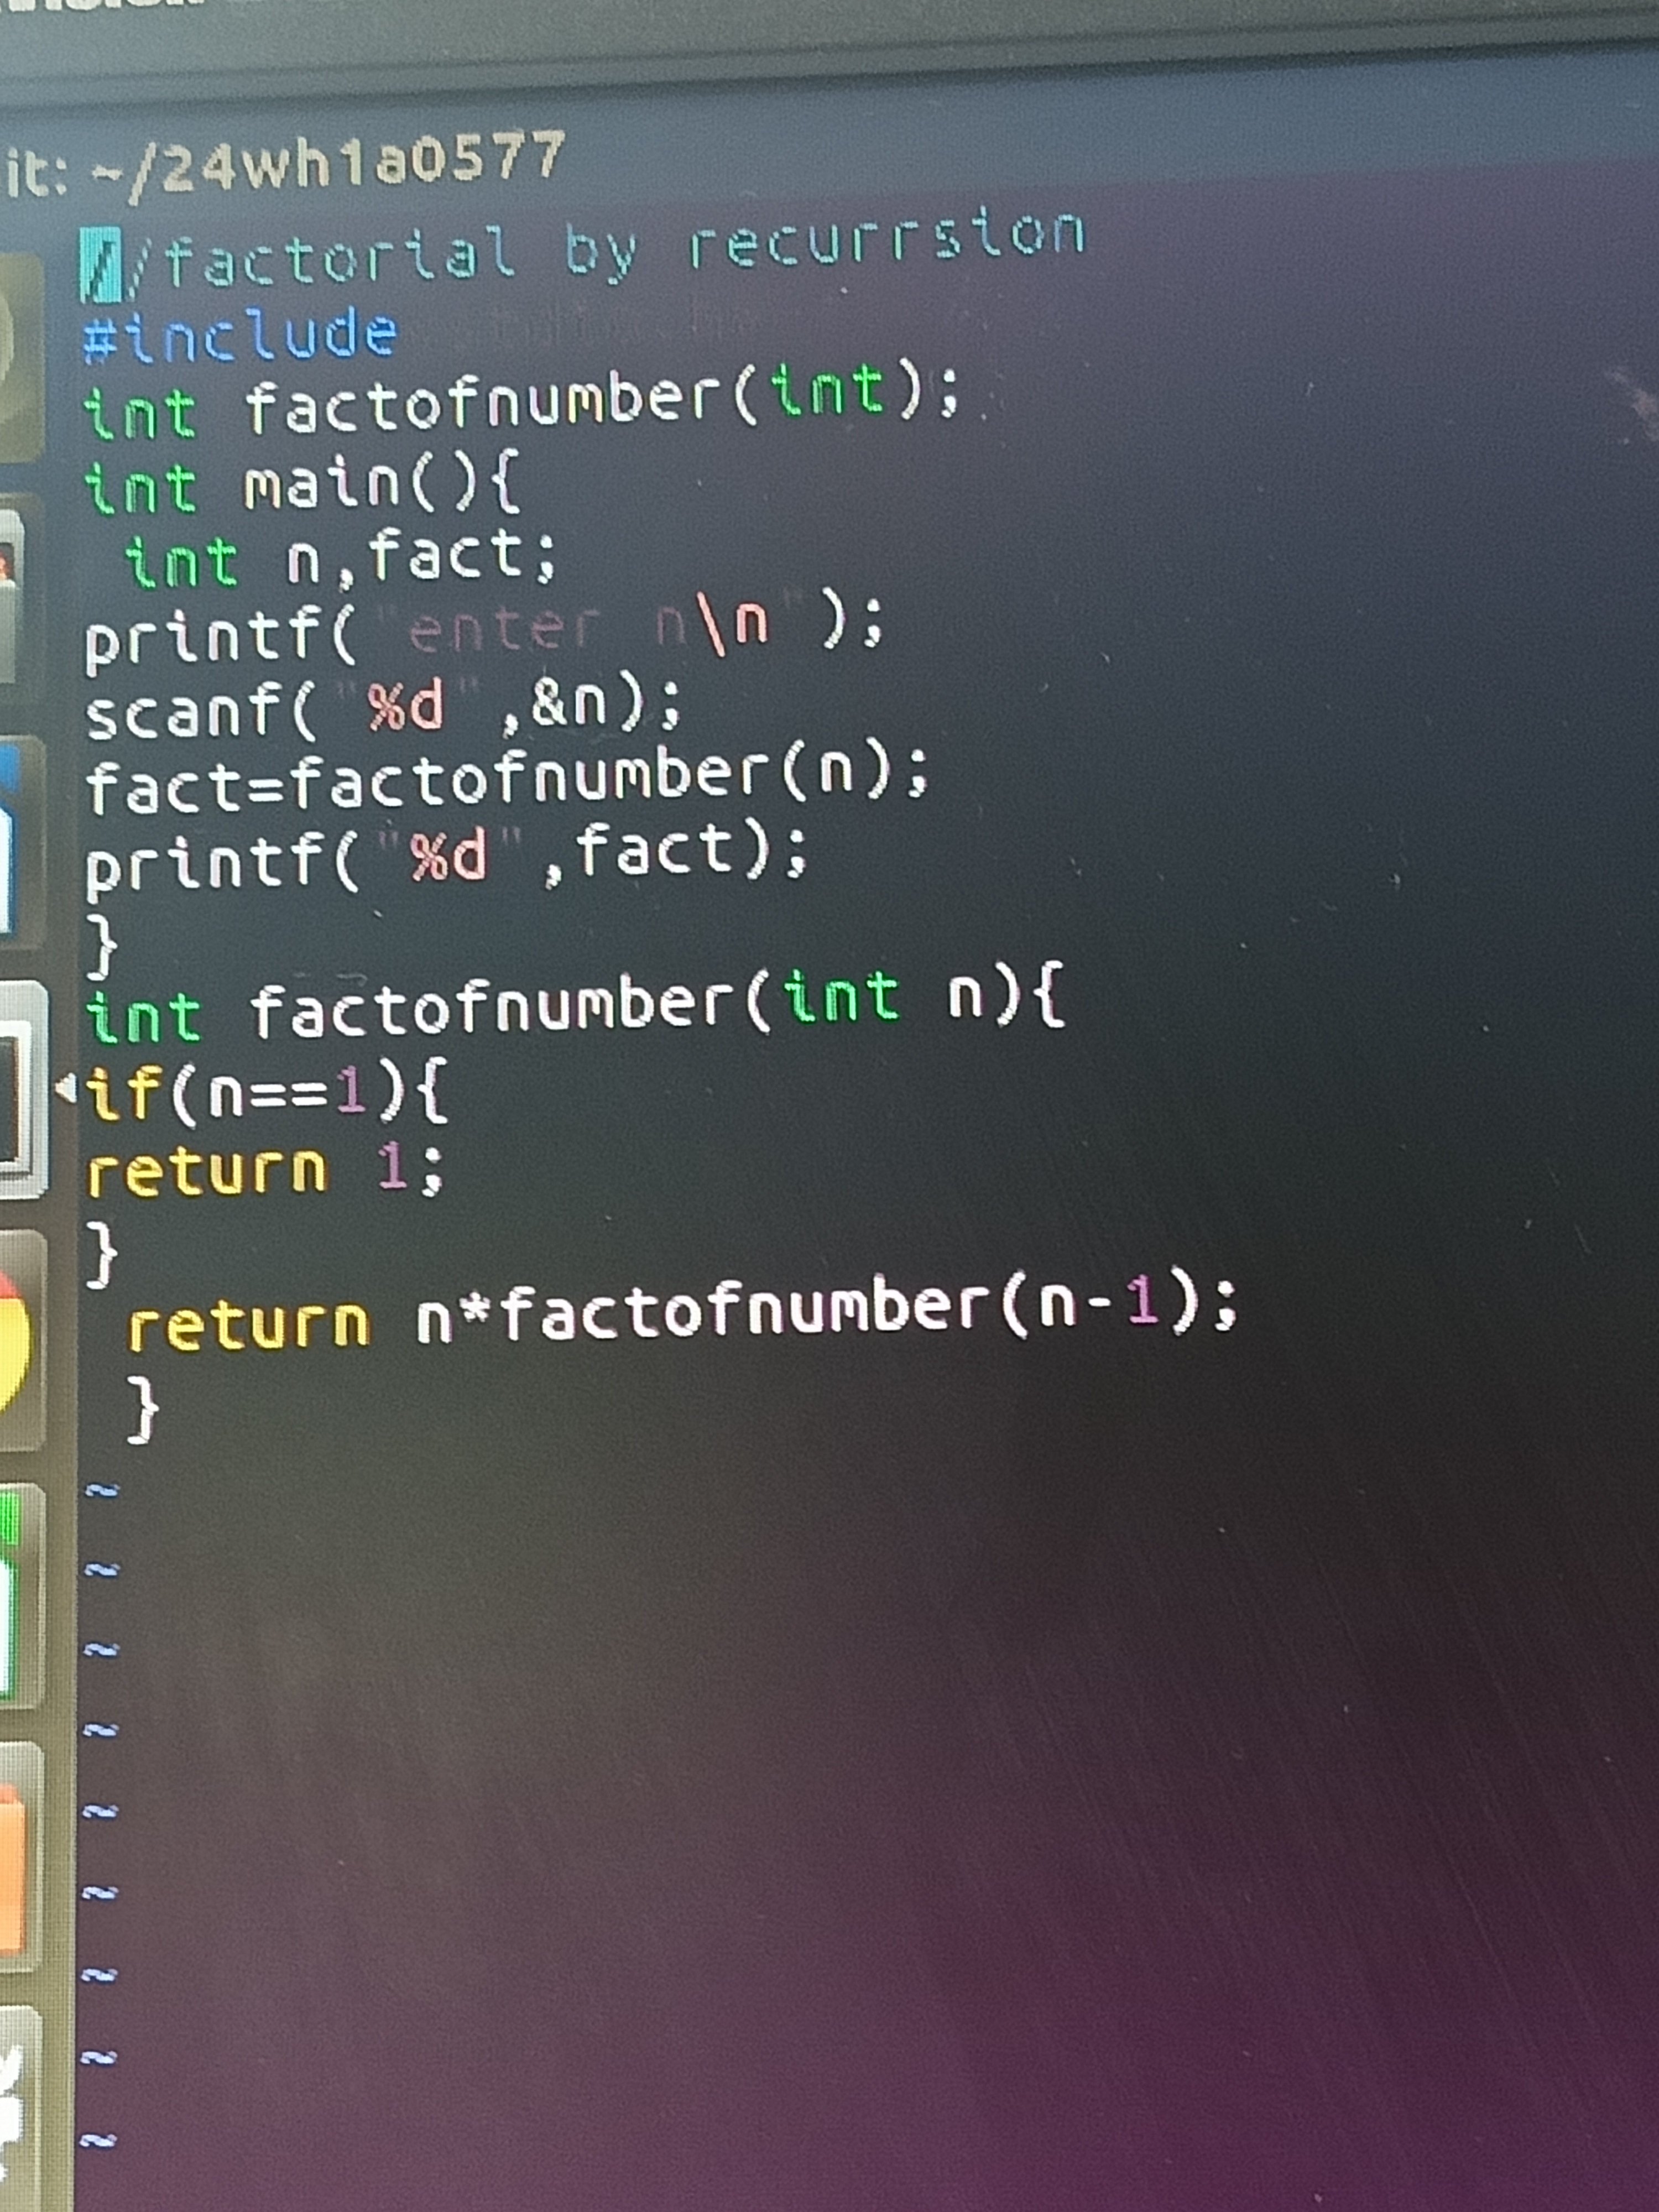 it: ~/24wh1a0577
//factorial by recurrsion
#include
int factofnumber(int);
int main(){
 int n,fact;
printf("enter n\n");
scanf("%d",&n);
fact=factofnumber(n);
printf("%d",fact);
}
int factofnumber(int n){
if(n==1){
return 1;
}
 return n*factofnumber(n-1);
 }
~
~
~
~
~
~
~
~
~